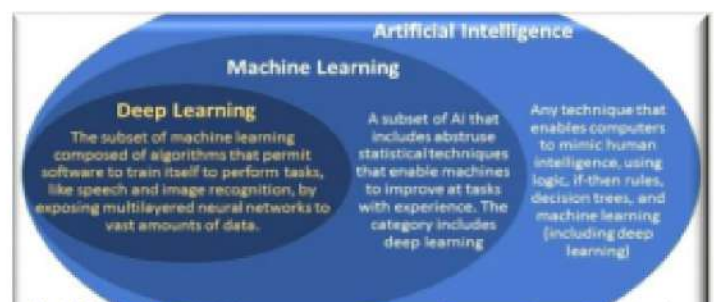 Artificial Intelligence
Machine Learning
Deep Learning
The subset of machine learning
composed of algorithms that permit
software to train itself to perform tasks,
like speech and image recognition, by
exposing multilayered neural networks to
vast amounts of data.
A subset of AI that
includes abstruse
statistical techniques
that enable machines
to improve at tasks
with experience. The
category includes
deep learning
Any technique that
enables computers
to mimic human
intelligence, using
logic, if-then rules,
decision trees, and
machine learning
(including deep
learning)